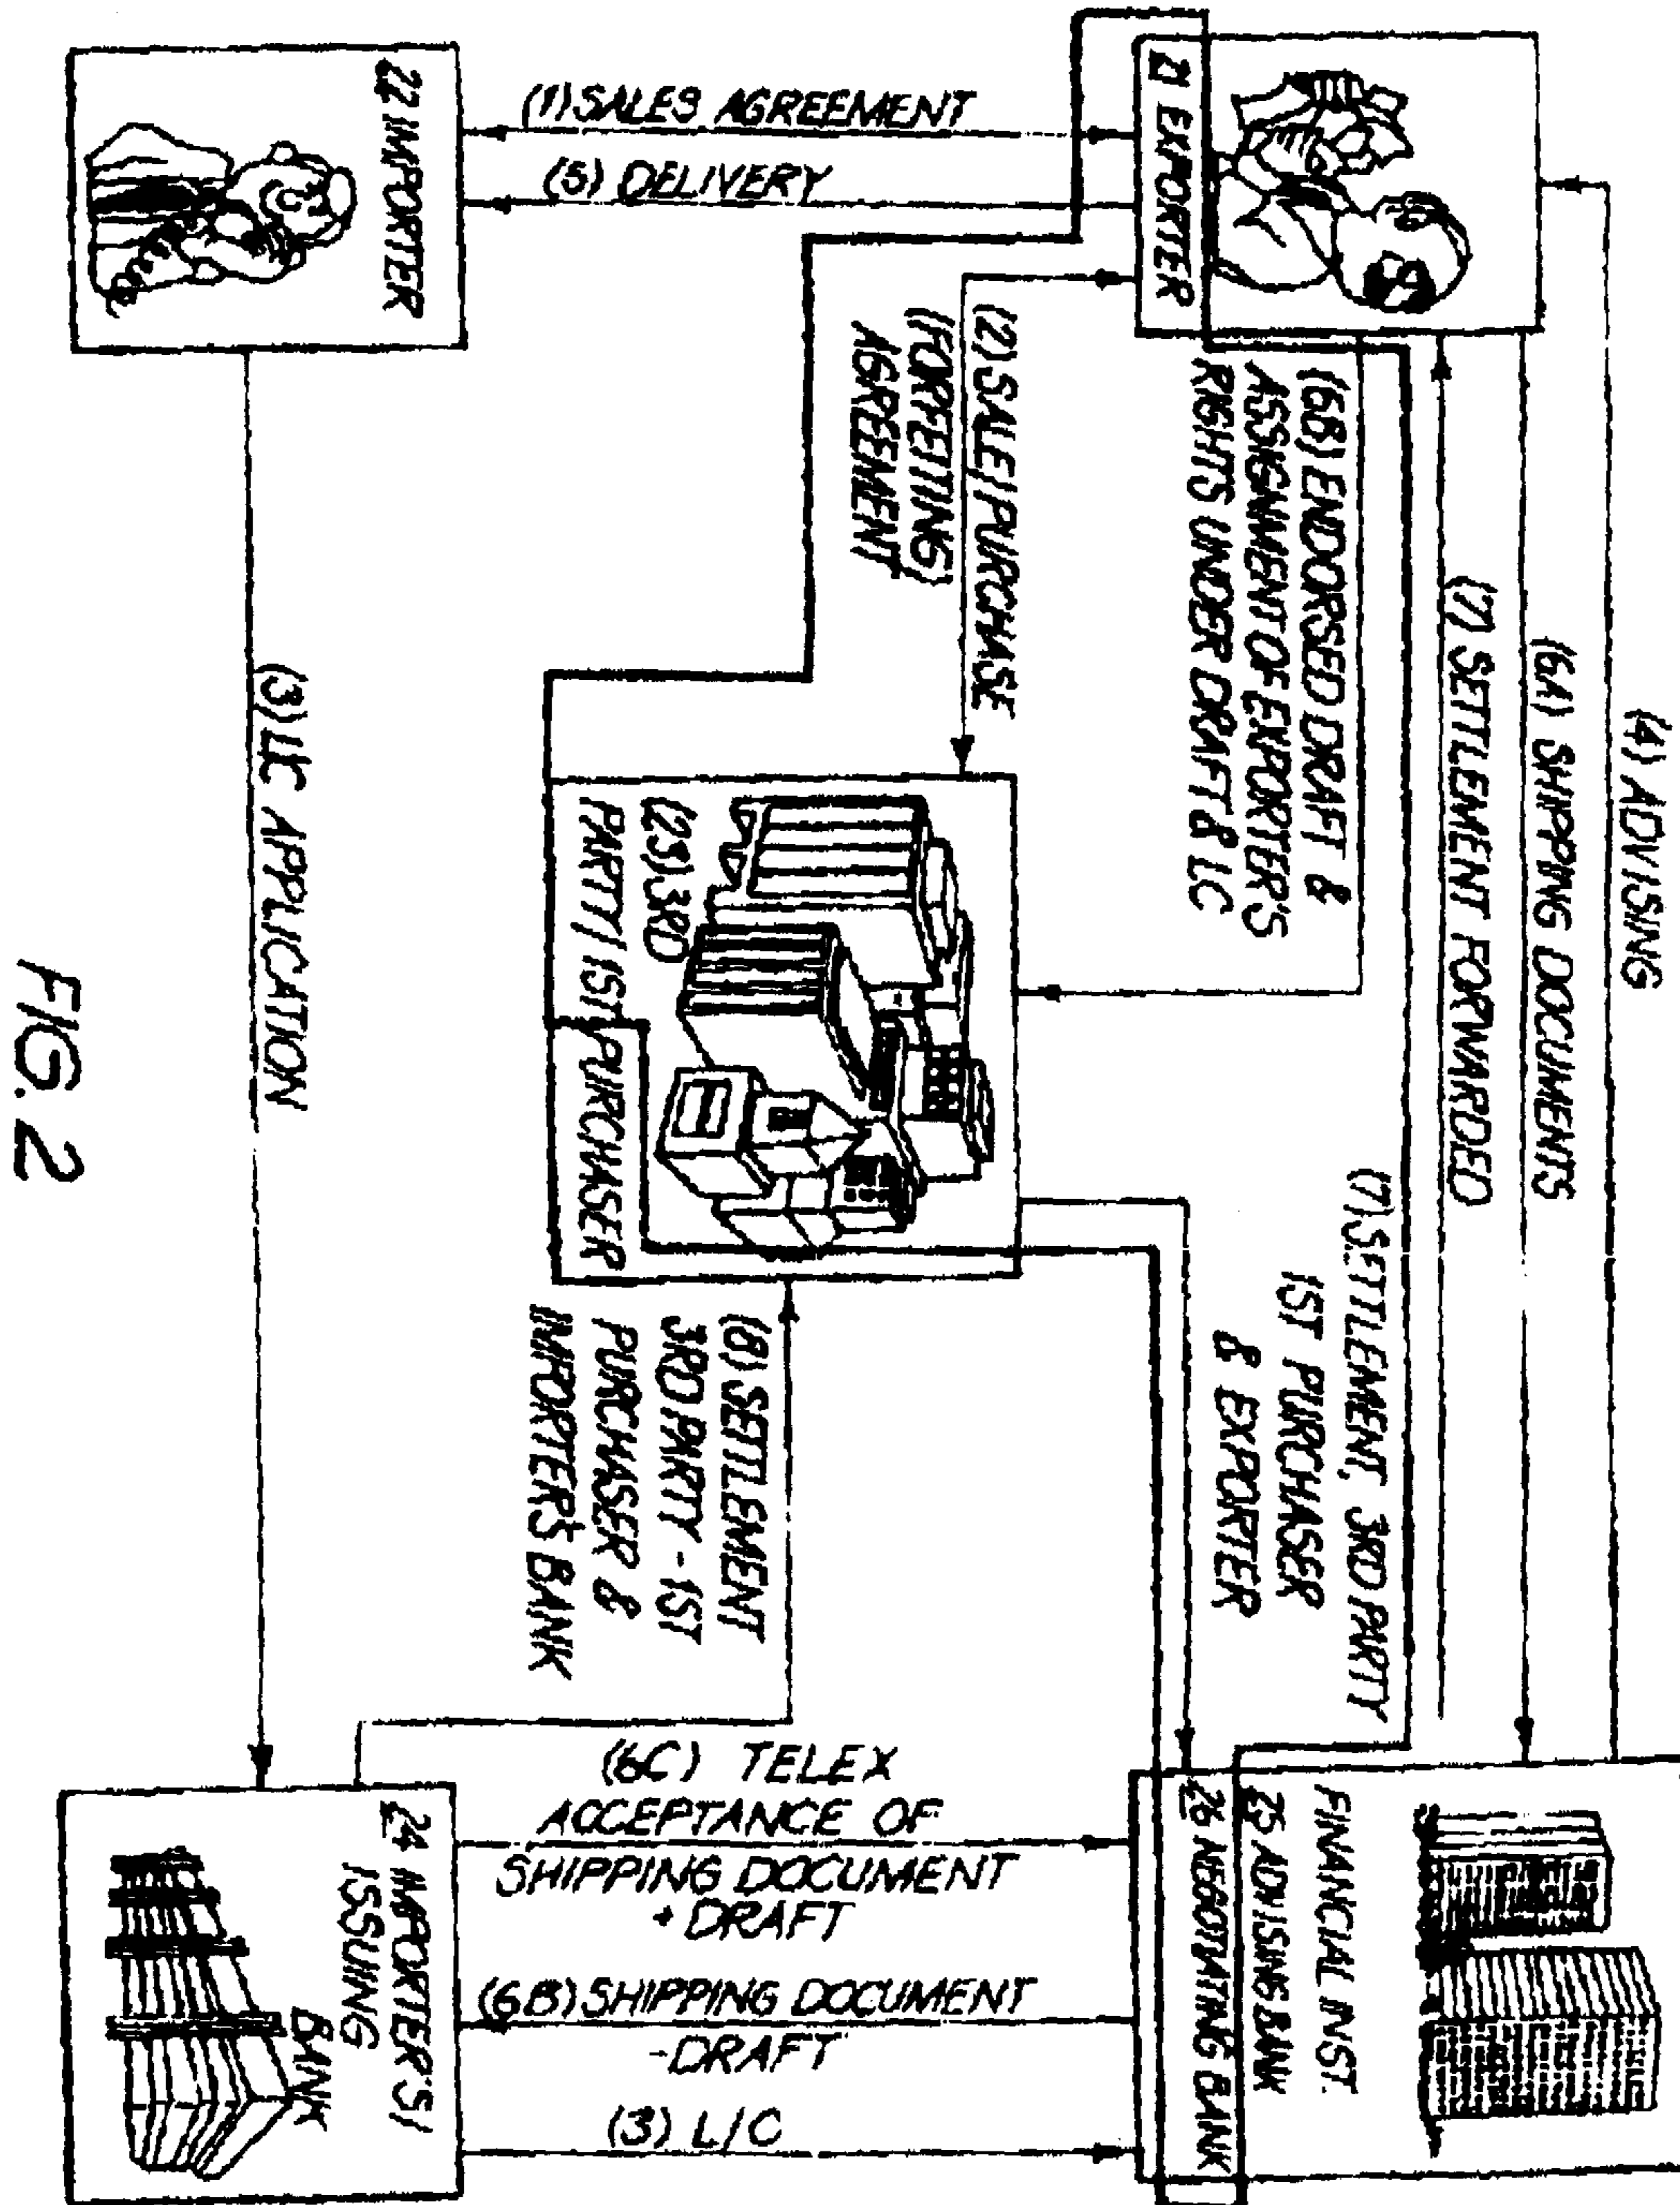 21 EXPORTER
(1) SALES AGREEMENT
(5) DELIVERY
22 IMPORTER
(4) ADVISING
(6A) SHIPPING DOCUMENTS
(7) SETTLEMENT FORWARDED
(6B) ENDORSED DRAFT &
ASSIGNMENT OF EXPORTER'S
RIGHTS UNDER DRAFT & LC
(2) SALE/PURCHASE
(FORFEITING)
AGREEMENT
(23) 3RD
PARTY/1ST PURCHASER
(7) SETTLEMENT, 3RD PARTY
1ST PURCHASER
& EXPORTER
(8) SETTLEMENT
3RD PARTY - 1ST
PURCHASER &
IMPORTER'S BANK
(3) L/C APPLICATION
FINANCIAL INST.
25 ADVISING BANK
26 NEGOTIATING BANK
(6C) TELEX
ACCEPTANCE OF
SHIPPING DOCUMENT
+ DRAFT
(6B) SHIPPING DOCUMENT
-DRAFT
(3) L/C
24 IMPORTER'S/
ISSUING
BANK
FIG. 2